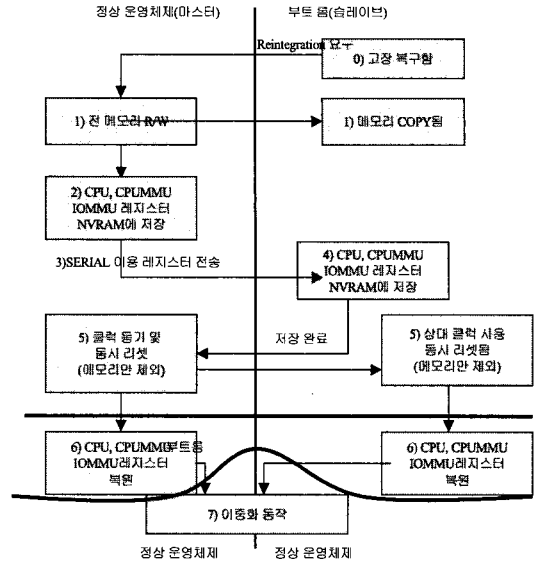 정상 운영체제(마스터)
부트 롬(슬레이브)
Reintegration 요구
0) 고장 복구함
1) 전 메모리 R/W
1) 메모리 COPY됨
2) CPU, CPUMMU
IOMMU 레지스터
NVRAM에 저장
3)SERIAL 이용 레지스터 전송
4) CPU, CPUMMU
IOMMU 레지스터
NVRAM에 저장
저장 완료
5) 클럭 동기 및
동시 리셋
(메모리만 제외)
5) 상대 클럭 사용
동시 리셋됨
(메모리만 제외)
6) CPU, CPUMMU
부트롬
IOMMU레지스터
복원
6) CPU, CPUMMU
IOMMU레지스터
복원
7) 이중화 동작
정상 운영체제
정상 운영체제